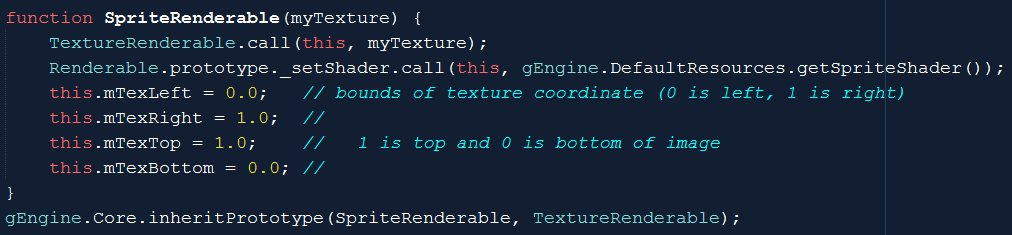 function SpriteRenderable(myTexture) {
    TextureRenderable.call(this, myTexture);
    Renderable.prototype._setShader.call(this, gEngine.DefaultResources.getSpriteShader());
    this.mTexLeft = 0.0;   // bounds of texture coordinate (0 is left, 1 is right)
    this.mTexRight = 1.0;  //
    this.mTexTop = 1.0;    //   1 is top and 0 is bottom of image
    this.mTexBottom = 0.0; //
}
gEngine.Core.inheritPrototype(SpriteRenderable, TextureRenderable);